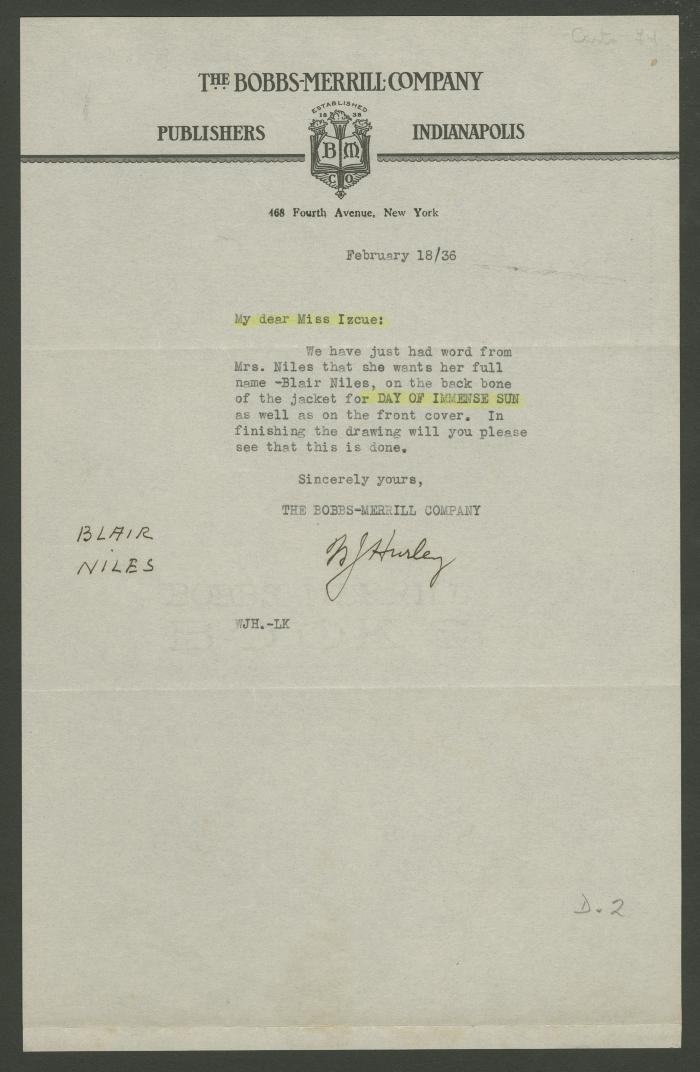 THE BOBBS-MERRILL COMPANY
ESTABLISHED
18 38
PUBLISHERS
INDIANAPOLIS
B M
CO
468 Fourth Avenue, New York
February 18/36
My dear Miss Izcue:
We have just had word from
Mrs. Niles that she wants her full
name -Blair Niles, on the back bone
of the jacket for DAY OF IMMENSE SUN
as well as on the front cover. In
finishing the drawing will you please
see that this is done.
Sincerely yours,
THE BOBBS-MERRILL COMPANY
WJHurley
BLAIR
NILES
WJH.-LK
D.2